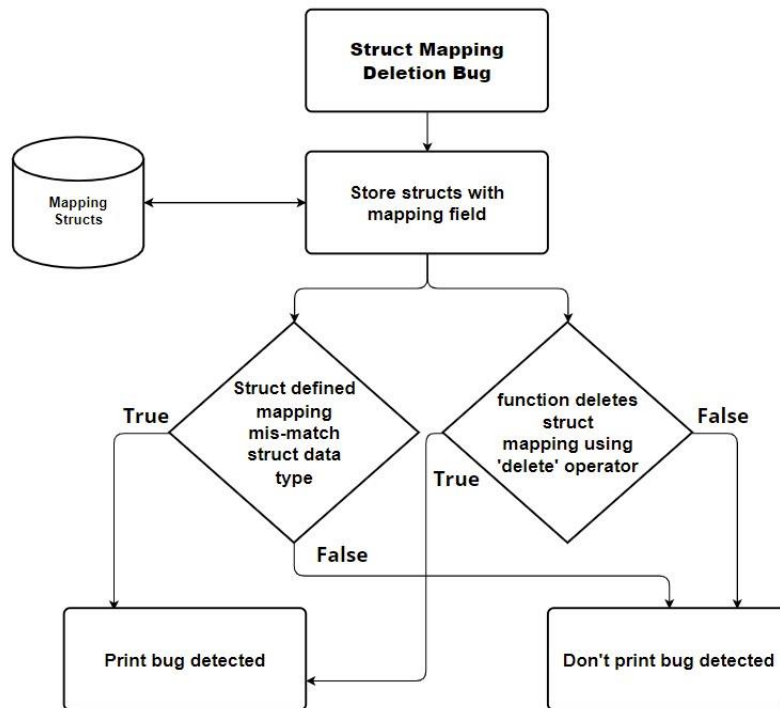 Struct Mapping
Deletion Bug
Mapping
Structs
Store structs with
mapping field
True
Struct defined
mapping
mis-match
struct data
type
function deletes
struct
mapping using
'delete' operator
False
True
False
Print bug detected
Don't print bug detected